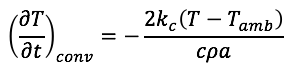 (∂T/∂t)_conv = − 2k_c(T − T_amb)/cρa